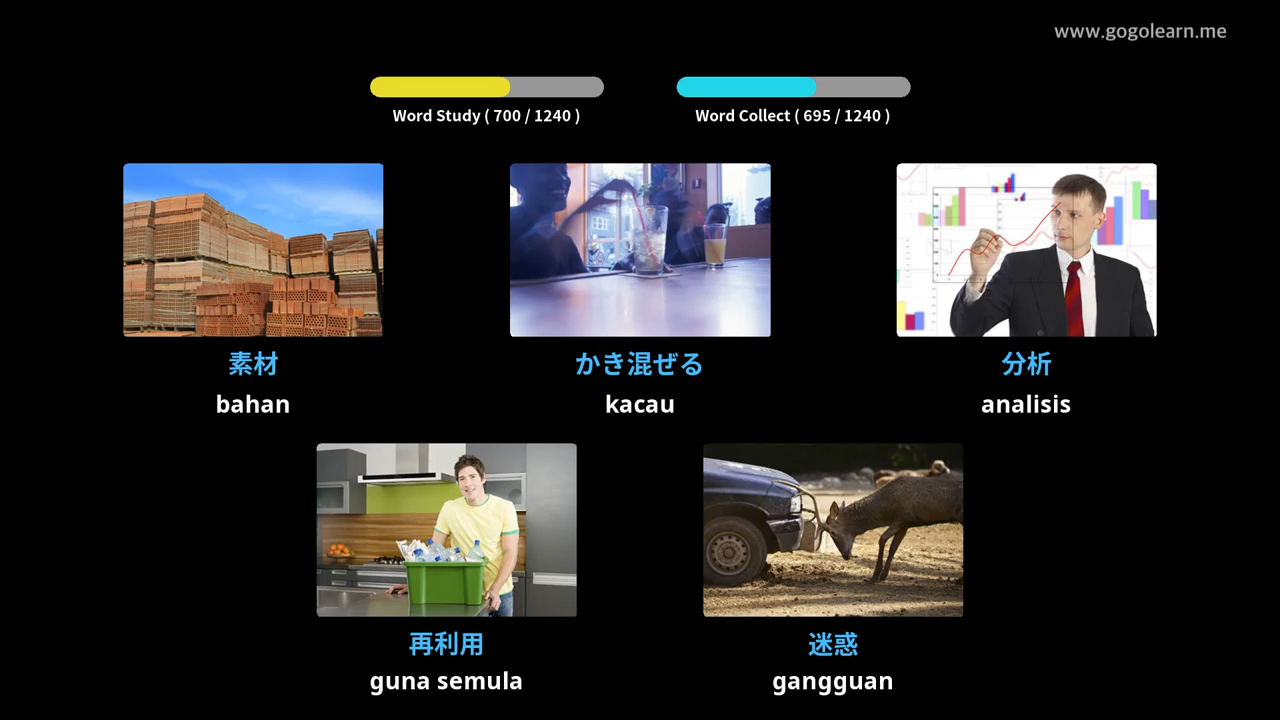 www.gogolearn.me
Word Study ( 700 / 1240 )
Word Collect ( 695 / 1240 )
素材
bahan
かき混ぜる
kacau
分析
analisis
再利用
guna semula
迷惑
gangguan